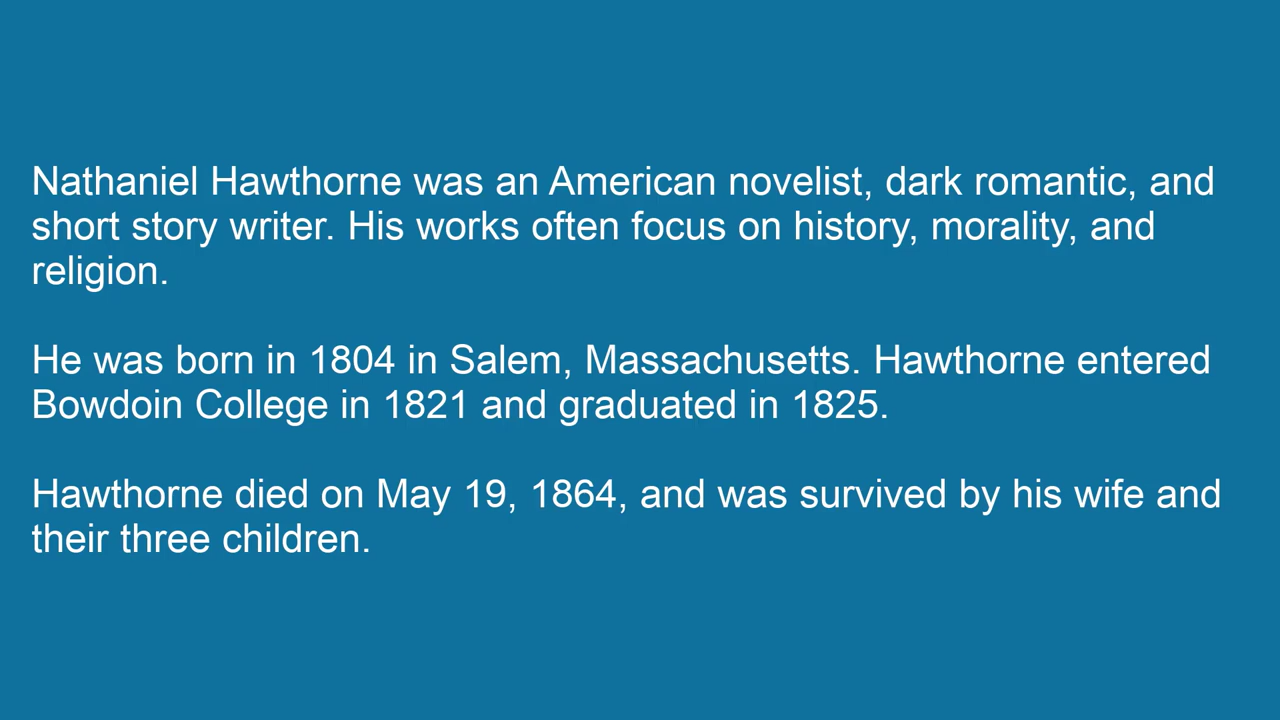 Nathaniel Hawthorne was an American novelist, dark romantic, and
short story writer. His works often focus on history, morality, and
religion.
He was born in 1804 in Salem, Massachusetts. Hawthorne entered
Bowdoin College in 1821 and graduated in 1825.
Hawthorne died on May 19, 1864, and was survived by his wife and
their three children.